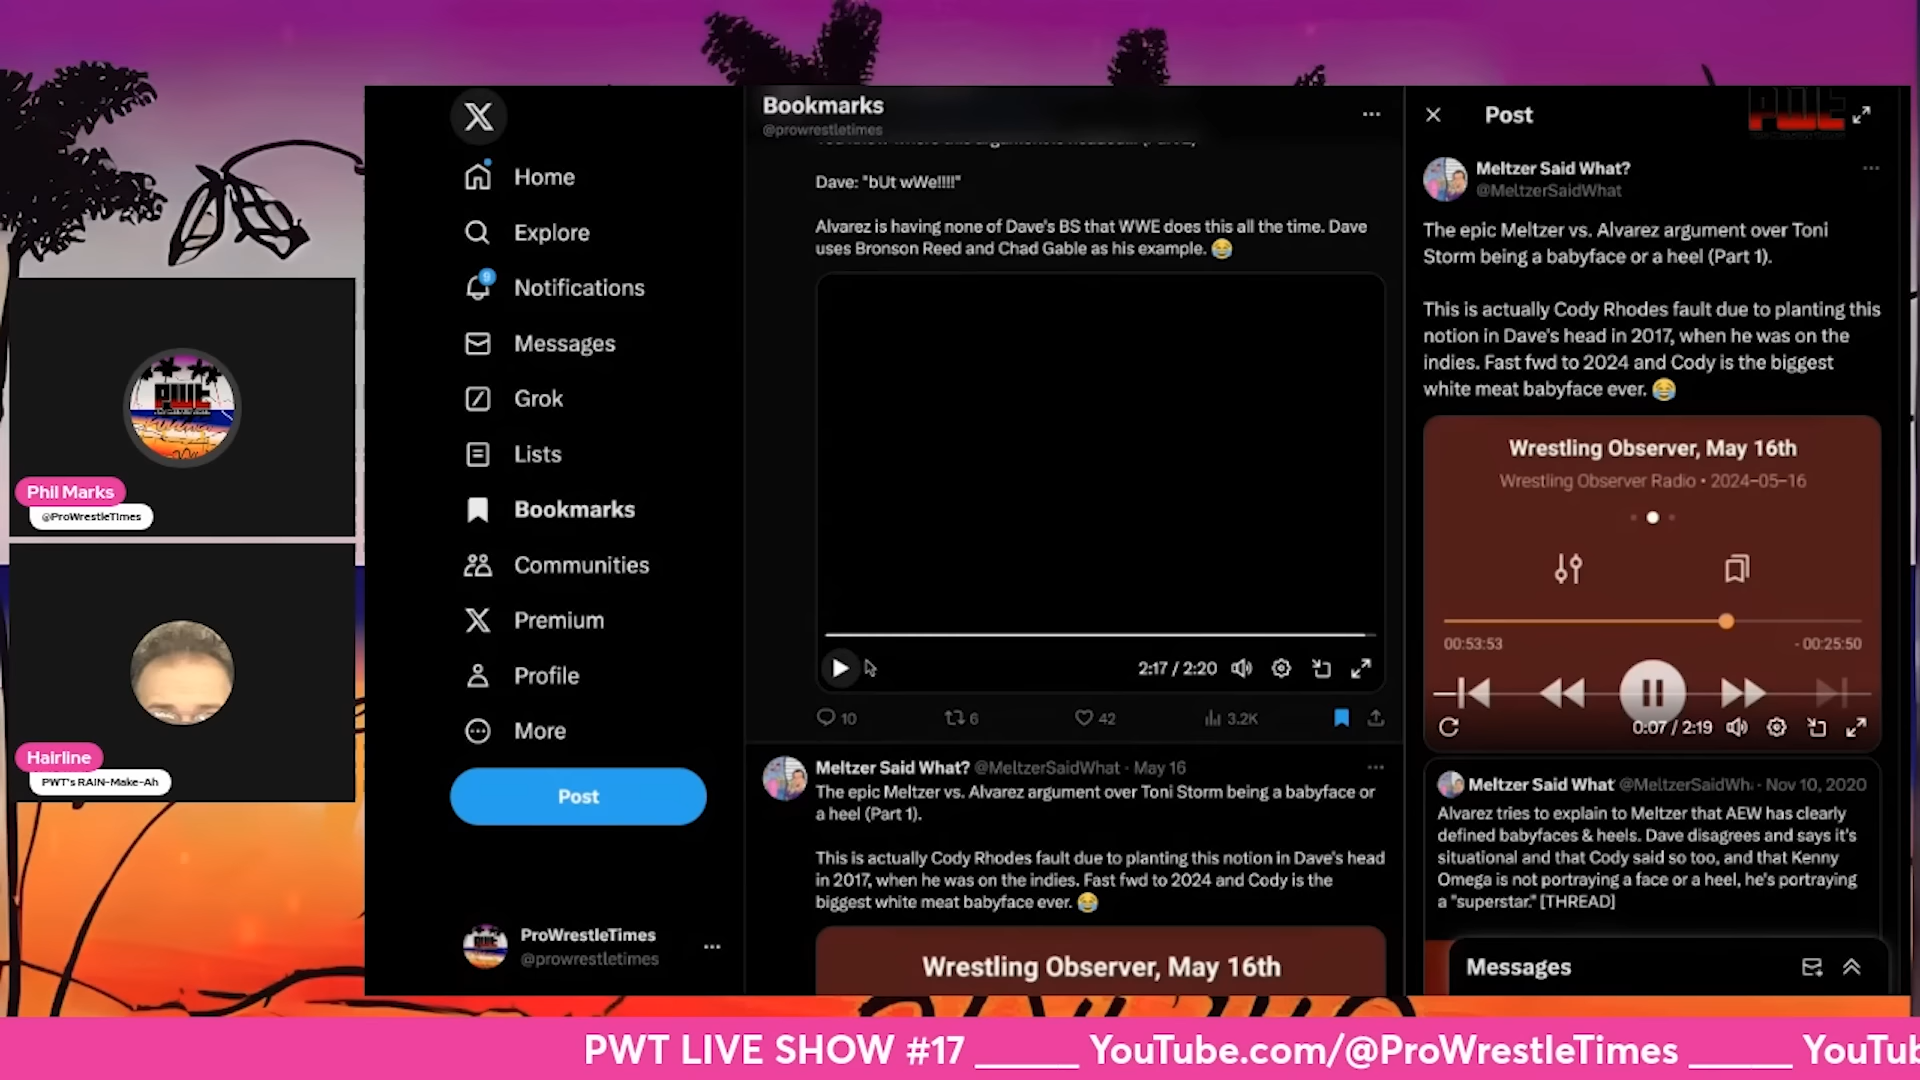 Phil Marks
@ProWrestleTimes
Hairline
PWT's RAIN-Make-Ah
Home
Explore
9
Notifications
Messages
Grok
Lists
Bookmarks
Communities
Premium
Profile
More
Post
ProWrestleTimes
@prowrestletimes
Bookmarks
@prowrestletimes
Dave: "bUt wWe!!!!"
Alvarez is having none of Dave's BS that WWE does this all the time. Dave
uses Bronson Reed and Chad Gable as his example. 😂
2:17 / 2:20
10
6
42
3.2K
Meltzer Said What? @MeltzerSaidWhat · May 16
The epic Meltzer vs. Alvarez argument over Toni Storm being a babyface or
a heel (Part 1).
This is actually Cody Rhodes fault due to planting this notion in Dave's head
in 2017, when he was on the indies. Fast fwd to 2024 and Cody is the
biggest white meat babyface ever. 😂
Wrestling Observer, May 16th
Post
PWT
Meltzer Said What?
@MeltzerSaidWhat
The epic Meltzer vs. Alvarez argument over Toni
Storm being a babyface or a heel (Part 1).
This is actually Cody Rhodes fault due to planting this
notion in Dave's head in 2017, when he was on the
indies. Fast fwd to 2024 and Cody is the biggest
white meat babyface ever. 😂
Wrestling Observer, May 16th
Wrestling Observer Radio • 2024-05-16
00:53:53
- 00:25:50
0:07 / 2:19
Meltzer Said What? @MeltzerSaidWh· Nov 10, 2020
Alvarez tries to explain to Meltzer that AEW has clearly
defined babyfaces & heels. Dave disagrees and says it's
situational and that Cody said so too, and that Kenny
Omega is not portraying a face or a heel, he's portraying
a "superstar." [THREAD]
Messages
PWT LIVE SHOW #17 _____ YouTube.com/@ProWrestleTimes _____ YouTub